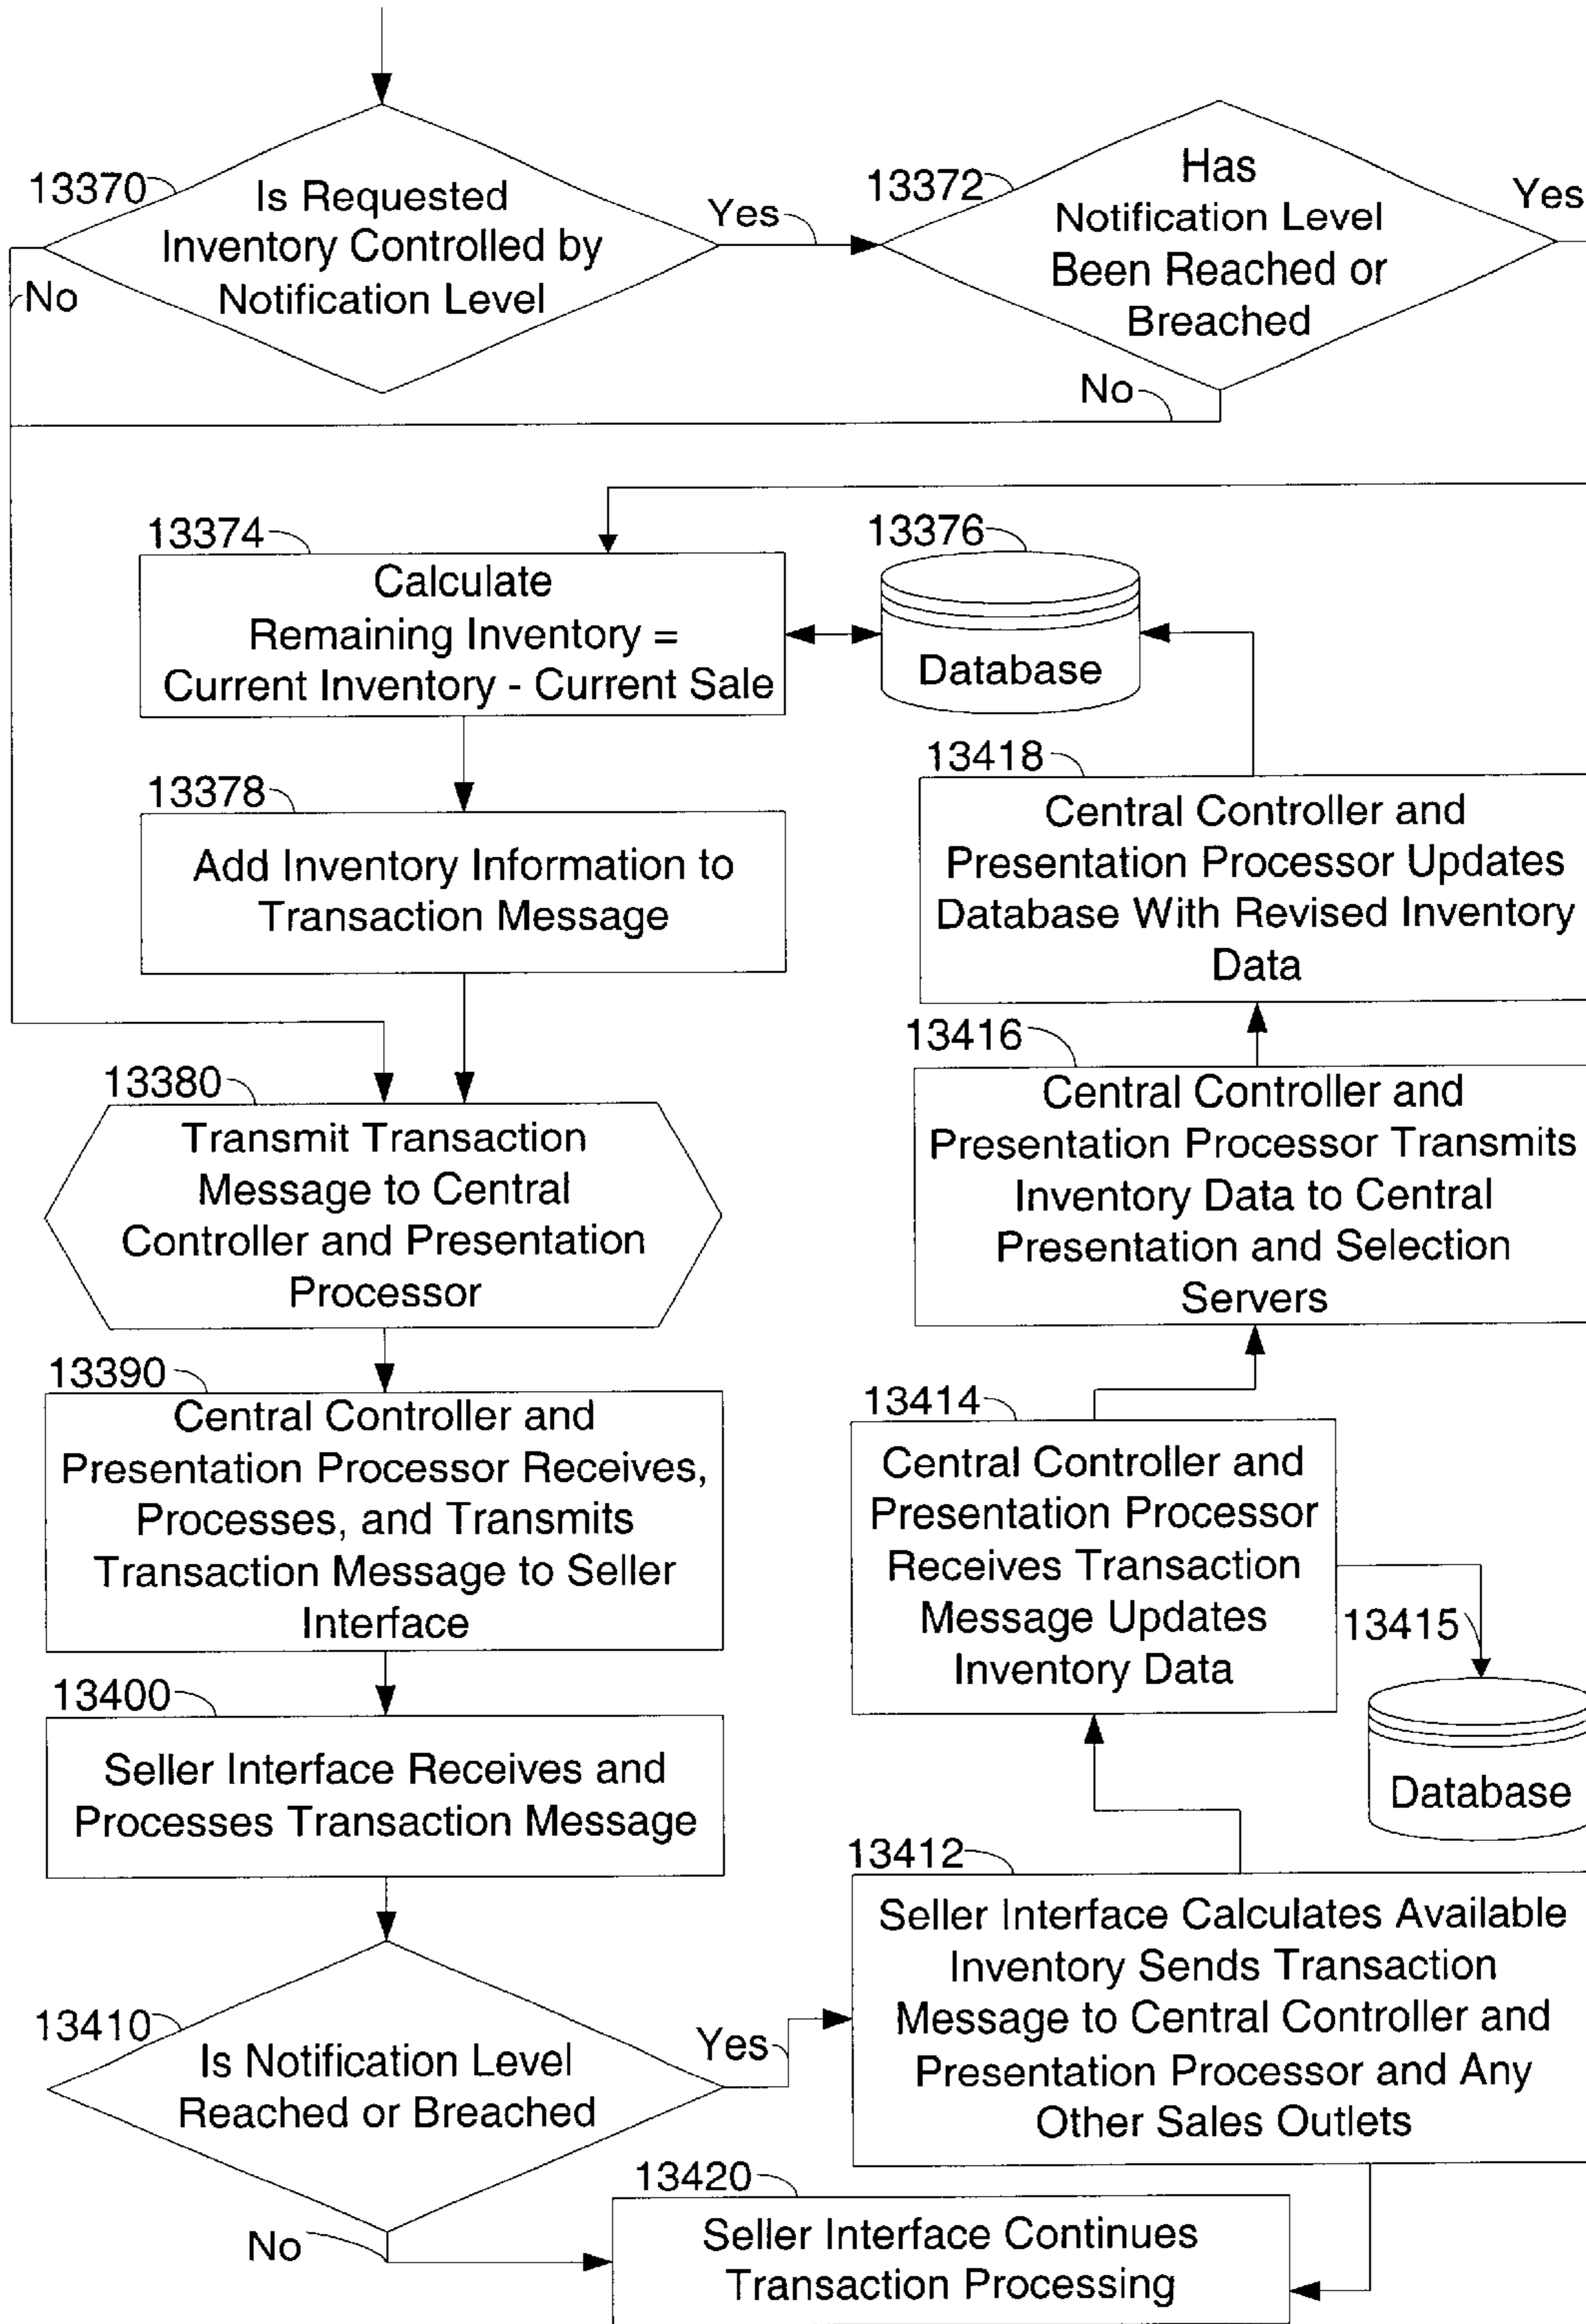 13370
Is Requested
Inventory Controlled by
Notification Level
Yes
No
13372
Has
Notification Level
Been Reached or
Breached
Yes
No
13374
Calculate
Remaining Inventory =
Current Inventory - Current Sale
13376
Database
13378
Add Inventory Information to
Transaction Message
13418
Central Controller and
Presentation Processor Updates
Database With Revised Inventory
Data
13416
Central Controller and
Presentation Processor Transmits
Inventory Data to Central
Presentation and Selection
Servers
13380
Transmit Transaction
Message to Central
Controller and Presentation
Processor
13390
Central Controller and
Presentation Processor Receives,
Processes, and Transmits
Transaction Message to Seller
Interface
13414
Central Controller and
Presentation Processor
Receives Transaction
Message Updates
Inventory Data
13415
Database
13400
Seller Interface Receives and
Processes Transaction Message
13410
Is Notification Level
Reached or Breached
Yes
No
13412
Seller Interface Calculates Available
Inventory Sends Transaction
Message to Central Controller and
Presentation Processor and Any
Other Sales Outlets
13420
Seller Interface Continues
Transaction Processing